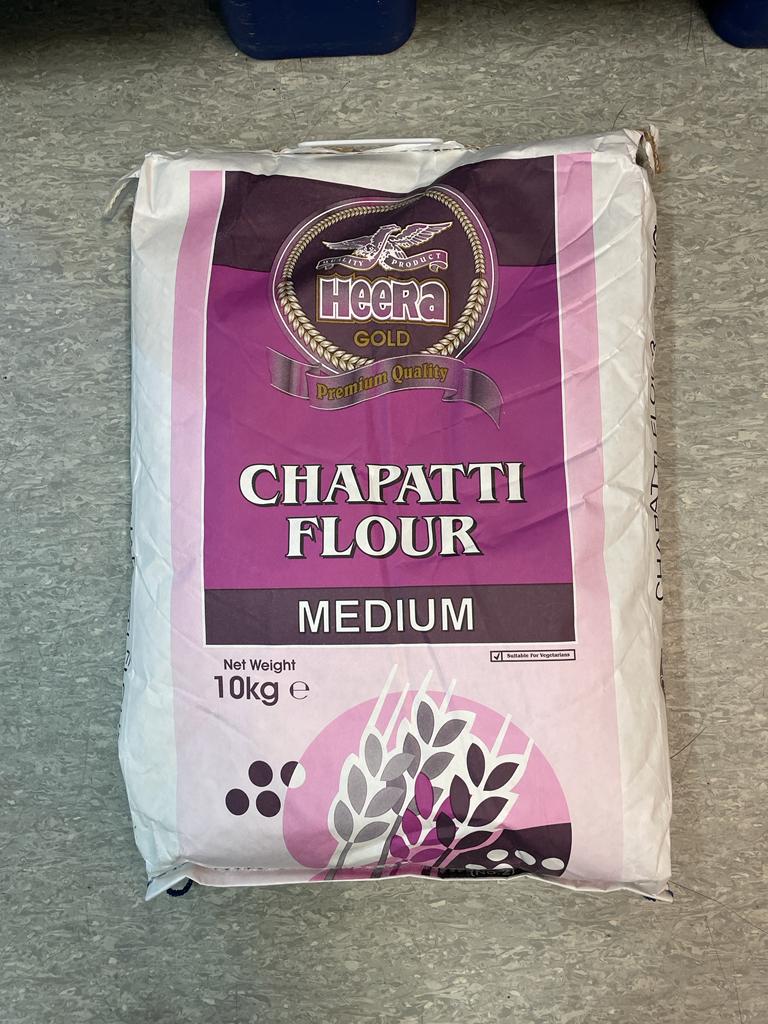 QUALITY PRODUCT
HEERA
GOLD
Premium Quality
CHAPATTI
FLOUR
MEDIUM
Suitable For Vegetarians
Net Weight
10kg e
CHAPATTI FLOUR